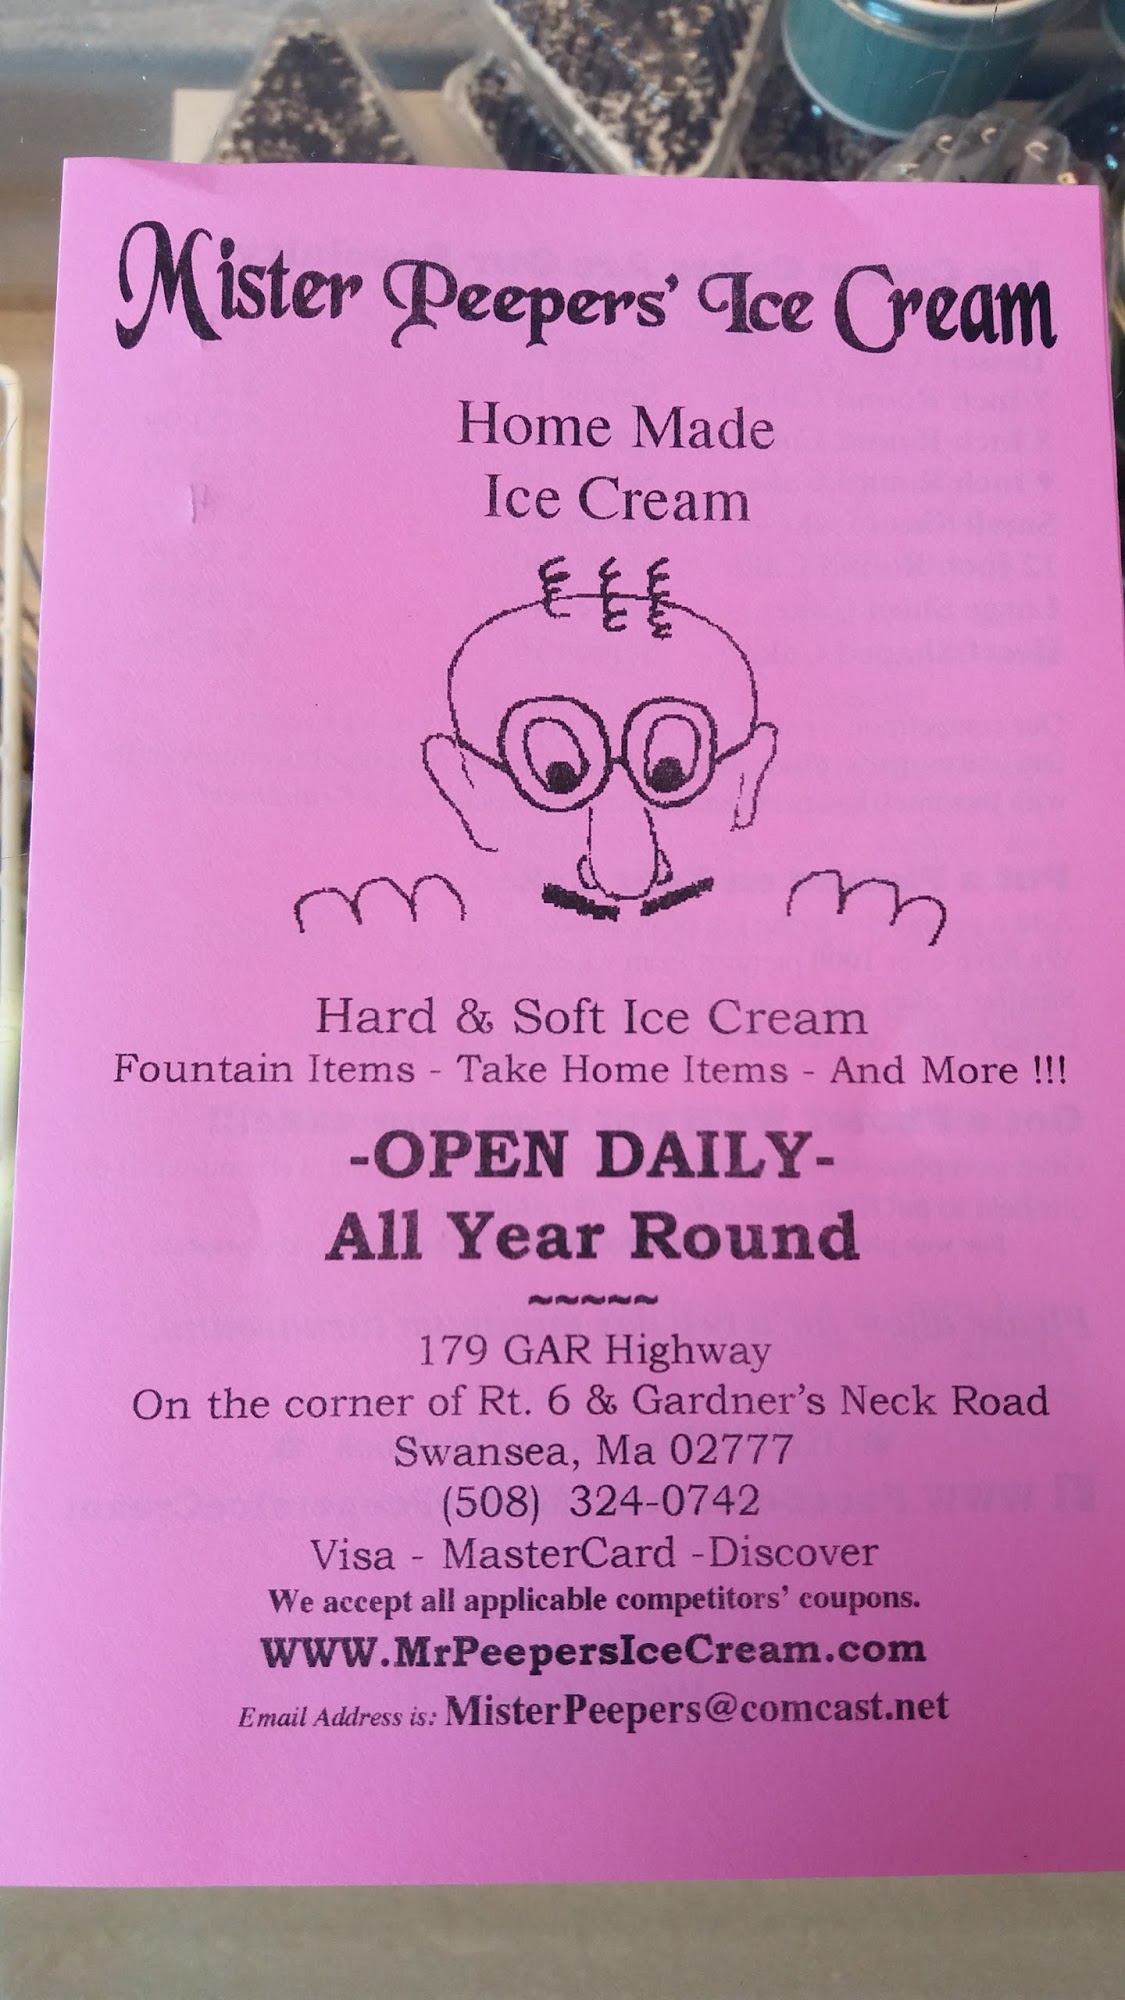 Mister Peepers' Ice Cream
Home Made
Ice Cream
Hard & Soft Ice Cream
Fountain Items - Take Home Items - And More !!!
-OPEN DAILY-
All Year Round
~~~~~
179 GAR Highway
On the corner of Rt. 6 & Gardner's Neck Road
Swansea, Ma 02777
(508) 324-0742
Visa - MasterCard -Discover
We accept all applicable competitors' coupons.
WWW.MrPeepersIceCream.com
Email Address is: MisterPeepers@comcast.net